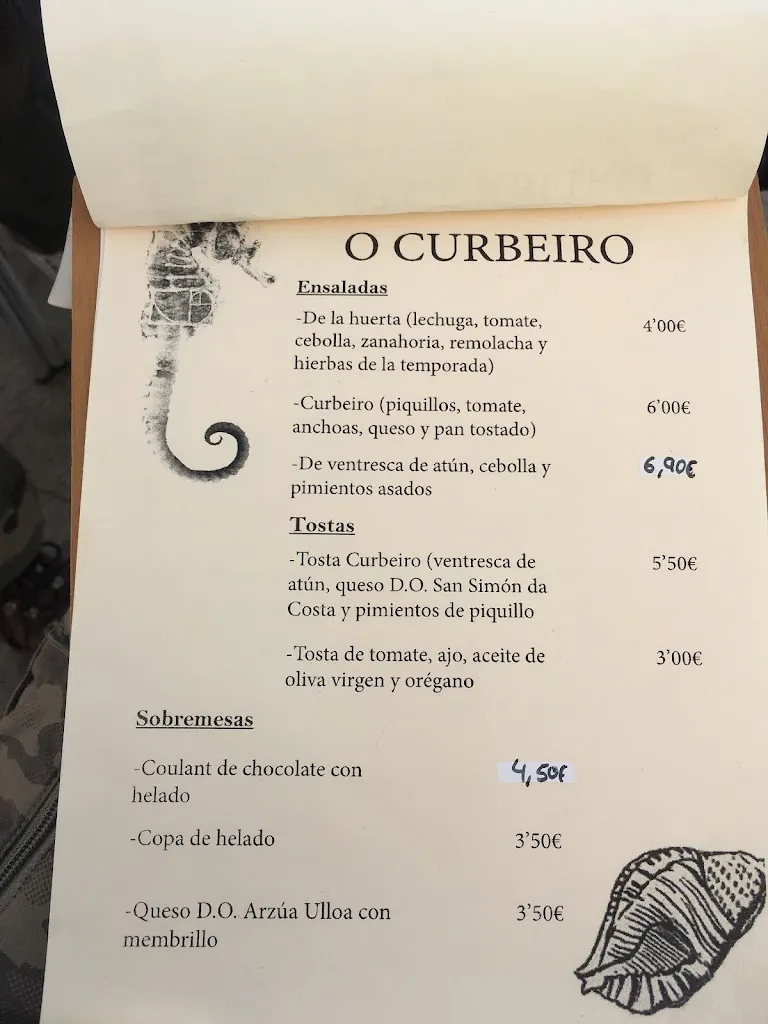 O CURBEIRO
Ensaladas
-De la huerta (lechuga, tomate, 4'00€
cebolla, zanahoria, remolacha y
hierbas de la temporada)
-Curbeiro (piquillos, tomate, 6'00€
anchoas, queso y pan tostado)
-De ventresca de atún, cebolla y 6,90€
pimientos asados
Tostas
-Tosta Curbeiro (ventresca de 5'50€
atún, queso D.O. San Simón da
Costa y pimientos de piquillo
-Tosta de tomate, ajo, aceite de 3'00€
oliva virgen y orégano
Sobremesas
-Coulant de chocolate con 4,50€
helado
-Copa de helado 3'50€
-Queso D.O. Arzúa Ulloa con 3'50€
membrillo